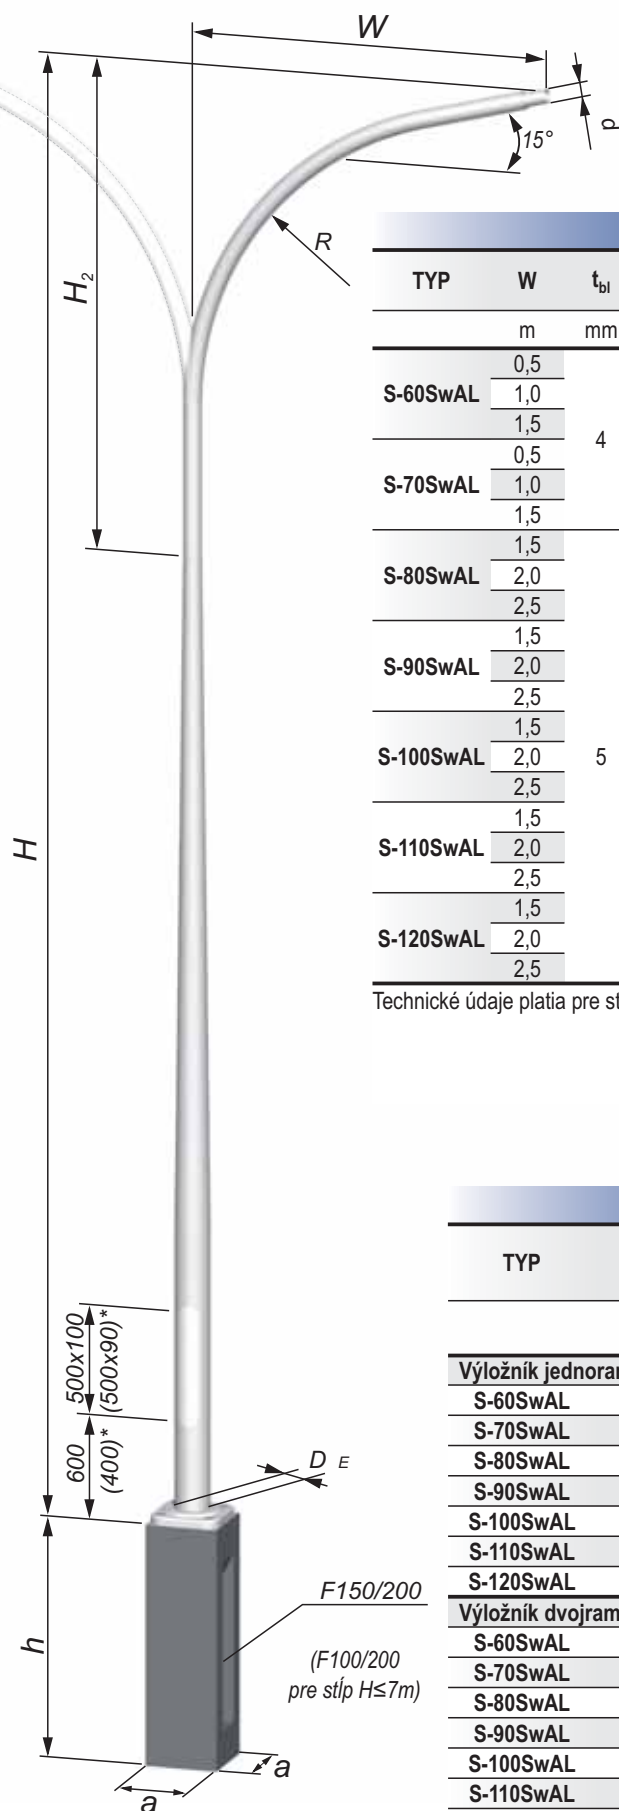 W
d
15°
R
H₂
TYP W t_bl
m mm
0,5
S-60SwAL 1,0
1,5
4
0,5
S-70SwAL 1,0
1,5
1,5
S-80SwAL 2,0
2,5
1,5
S-90SwAL 2,0
2,5
1,5
S-100SwAL 2,0 5
2,5
1,5
S-110SwAL 2,0
2,5
1,5
S-120SwAL 2,0
2,5
Technické údaje platia pre
H
TYP
500x100
(500x90)*
600
(400)*
D E
h
F150/200
(F100/200
pre stĺp H≤7m)
a
a
Výložník
S-60SwAL
S-70SwAL
S-80SwAL
S-90SwAL
S-100SwAL
S-110SwAL
S-120SwAL
Výložník
S-60SwAL
S-70SwAL
S-80SwAL
S-90SwAL
S-100SwAL
S-110SwAL